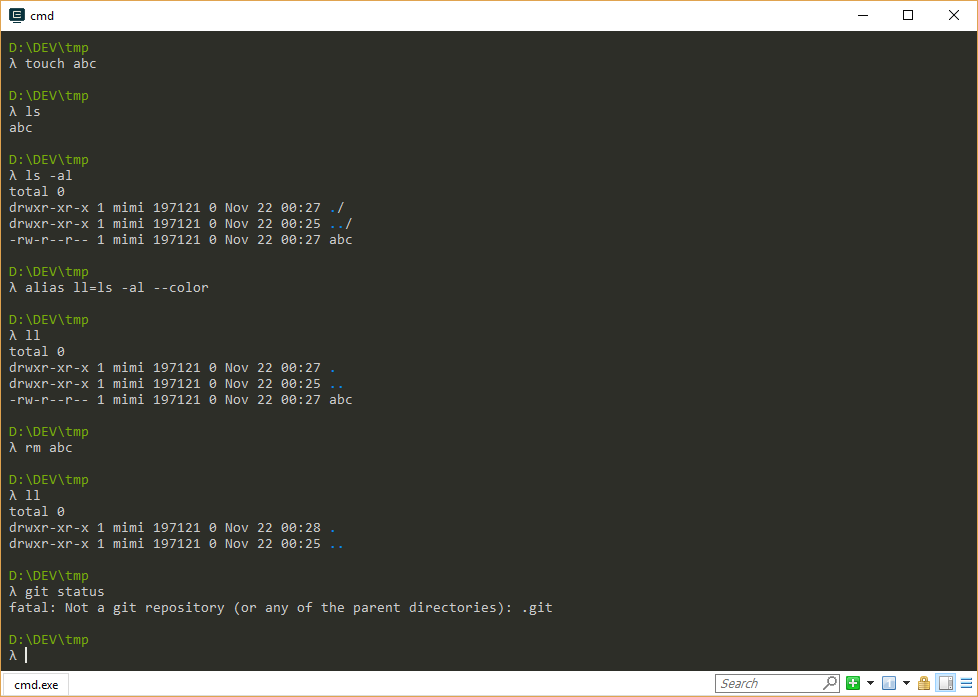 cmd
D:\DEV\tmp
λ touch abc
D:\DEV\tmp
λ ls
abc
D:\DEV\tmp
λ ls -al
total 0
drwxr-xr-x 1 mimi 197121 0 Nov 22 00:27 ./
drwxr-xr-x 1 mimi 197121 0 Nov 22 00:25 ../
-rw-r--r-- 1 mimi 197121 0 Nov 22 00:27 abc
D:\DEV\tmp
λ alias ll=ls -al --color
D:\DEV\tmp
λ ll
total 0
drwxr-xr-x 1 mimi 197121 0 Nov 22 00:27 .
drwxr-xr-x 1 mimi 197121 0 Nov 22 00:25 ..
-rw-r--r-- 1 mimi 197121 0 Nov 22 00:27 abc
D:\DEV\tmp
λ rm abc
D:\DEV\tmp
λ ll
total 0
drwxr-xr-x 1 mimi 197121 0 Nov 22 00:28 .
drwxr-xr-x 1 mimi 197121 0 Nov 22 00:25 ..
D:\DEV\tmp
λ git status
fatal: Not a git repository (or any of the parent directories): .git
D:\DEV\tmp
λ
cmd.exe
Search